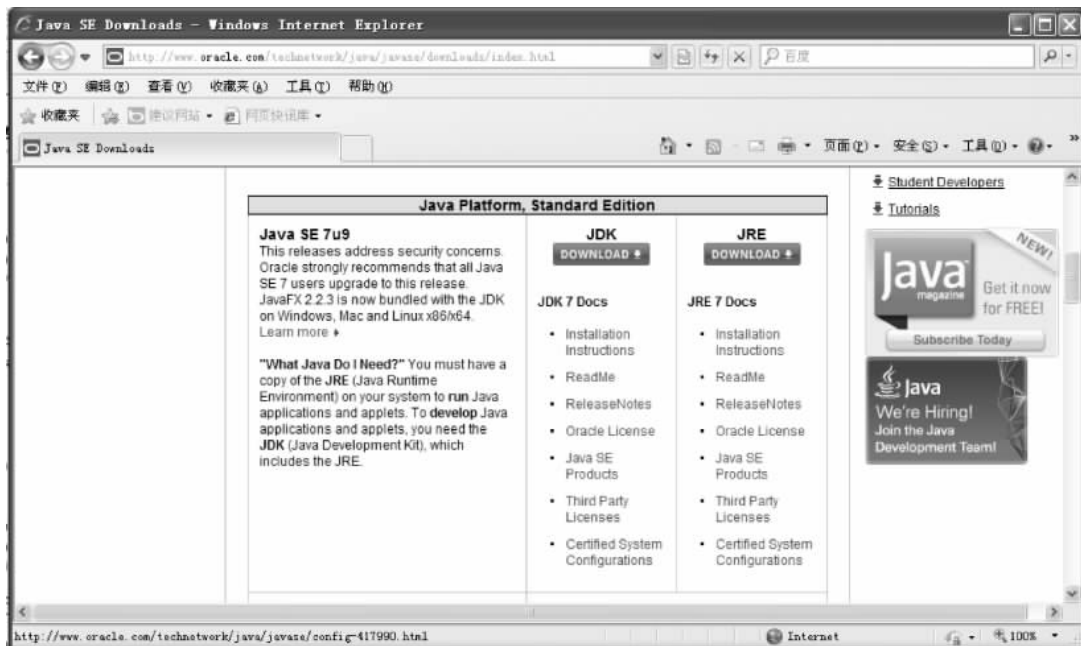 Java SE Downloads - Windows Internet Explorer
http://www.oracle.com/technetwork/java/javase/downloads/index.html
百度
文件(F) 编辑(E) 查看(V) 收藏夹(A) 工具(T) 帮助(H)
收藏夹 建议网站 网页快讯库
Java SE Downloads
页面(P) 安全(S) 工具(O)
Student Developers
Tutorials
Java Platform, Standard Edition
Java SE 7u9
This releases address security concerns.
Oracle strongly recommends that all Java
SE 7 users upgrade to this release.
JavaFX 2.2.3 is now bundled with the JDK
on Windows, Mac and Linux x86/x64.
Learn more
"What Java Do I Need?" You must have a
copy of the JRE (Java Runtime
Environment) on your system to run Java
applications and applets. To develop Java
applications and applets, you need the
JDK (Java Development Kit), which
includes the JRE.
JDK
DOWNLOAD
JDK 7 Docs
Installation
Instructions
ReadMe
ReleaseNotes
Oracle License
Java SE
Products
Third Party
Licenses
Certified System
Configurations
JRE
DOWNLOAD
JRE 7 Docs
Installation
Instructions
ReadMe
ReleaseNotes
Oracle License
Java SE
Products
Third Party
Licenses
Certified System
Configurations
NEW!
Java
magazine
Get it now
for FREE!
Subscribe Today
Java
We're Hiring!
Join the Java
Development Team!
http://www.oracle.com/technetwork/java/javase/config-417990.html
Internet
100%